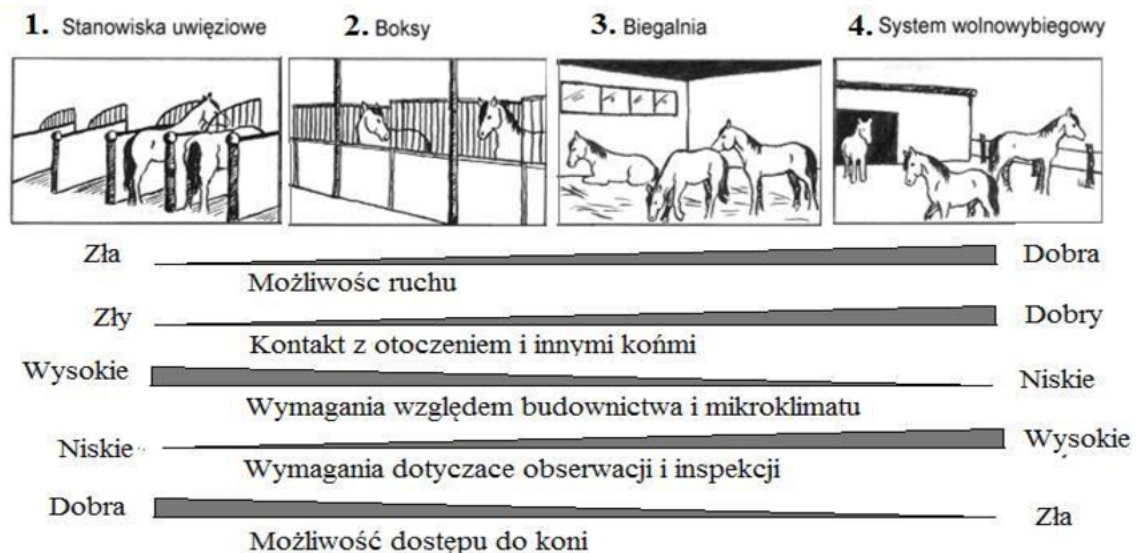 1. Stanowiska uwięziowe 2. Boksy 3. Biegalnia 4. System wolnowybiegowy
Zła Dobra
Możliwośc ruchu
Zły Dobry
Kontakt z otoczeniem i innymi końmi
Wysokie Niskie
Wymagania względem budownictwa i mikroklimatu
Niskie Wysokie
Wymagania dotyczace obserwacji i inspekcji
Dobra Zła
Możliwość dostępu do koni